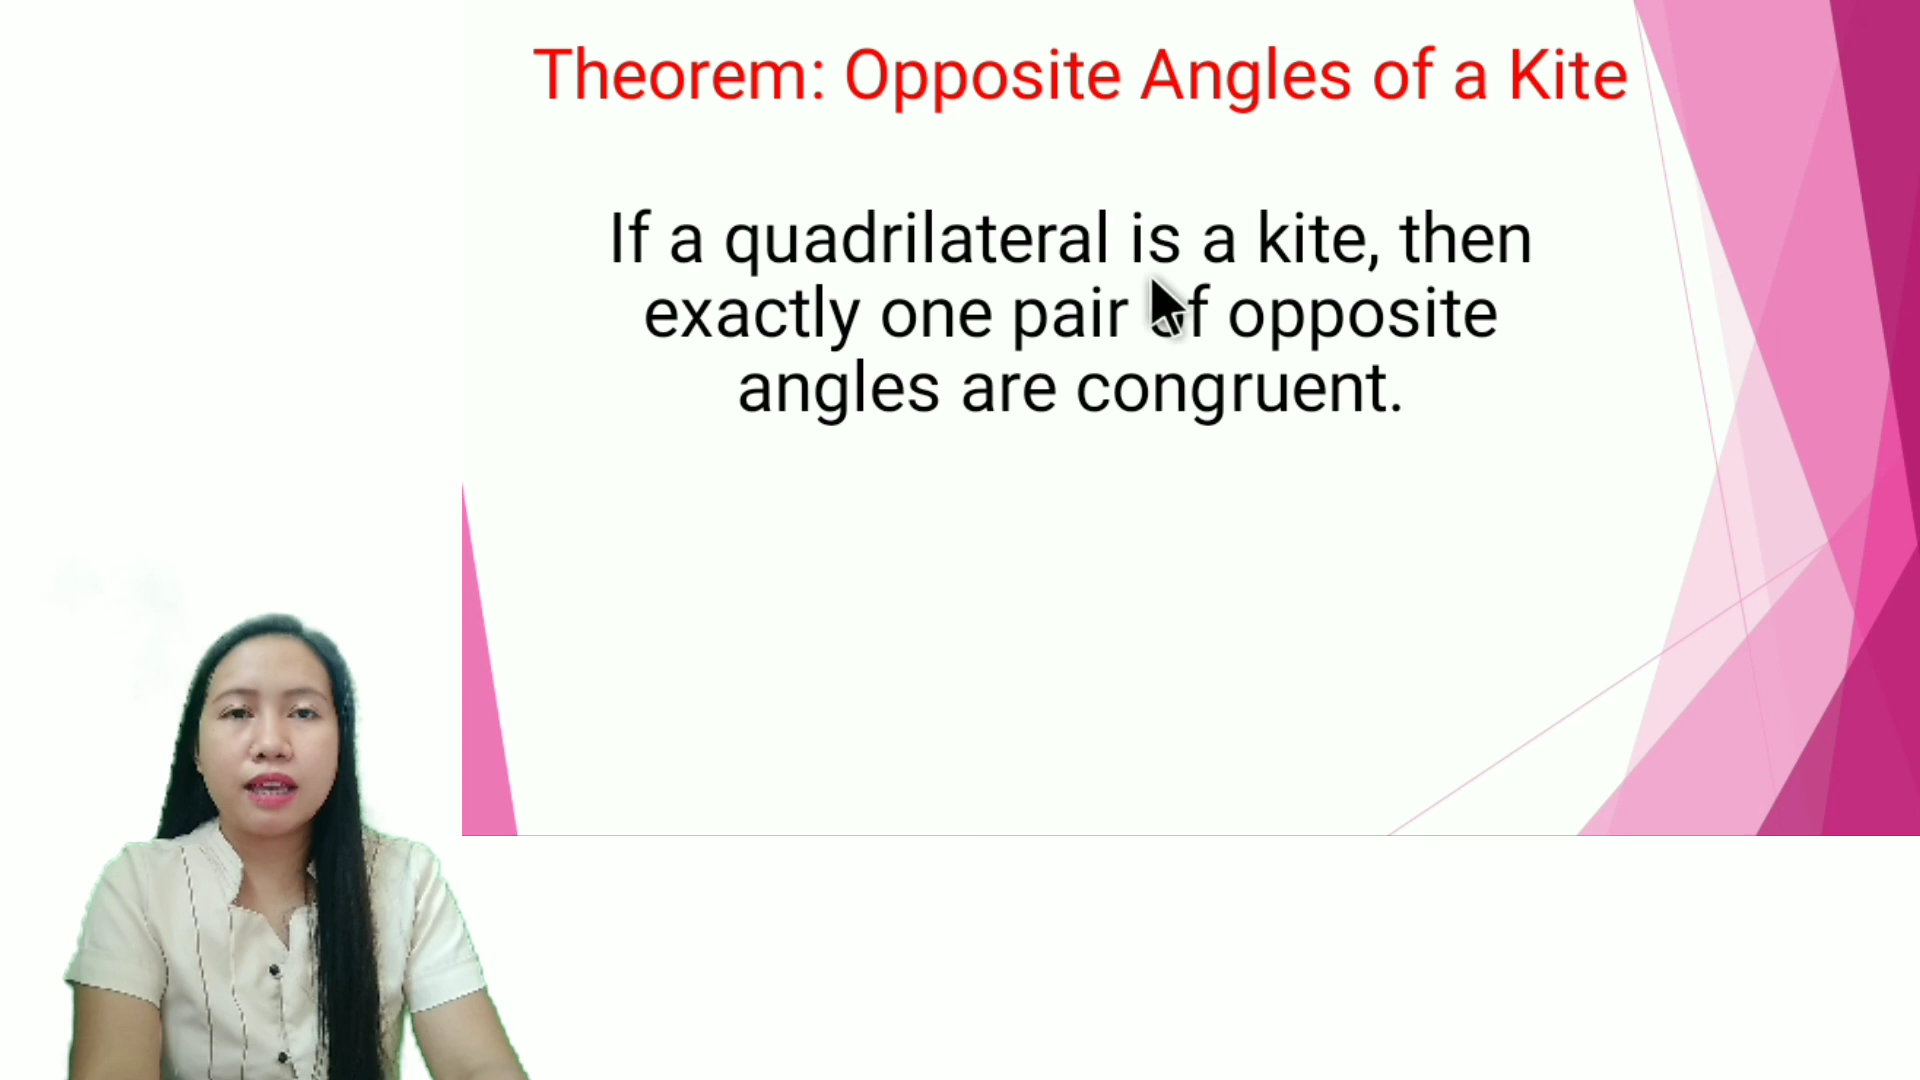 Theorem: Opposite Angles of a Kite
If a quadrilateral is a kite, then
exactly one pair of opposite
angles are congruent.